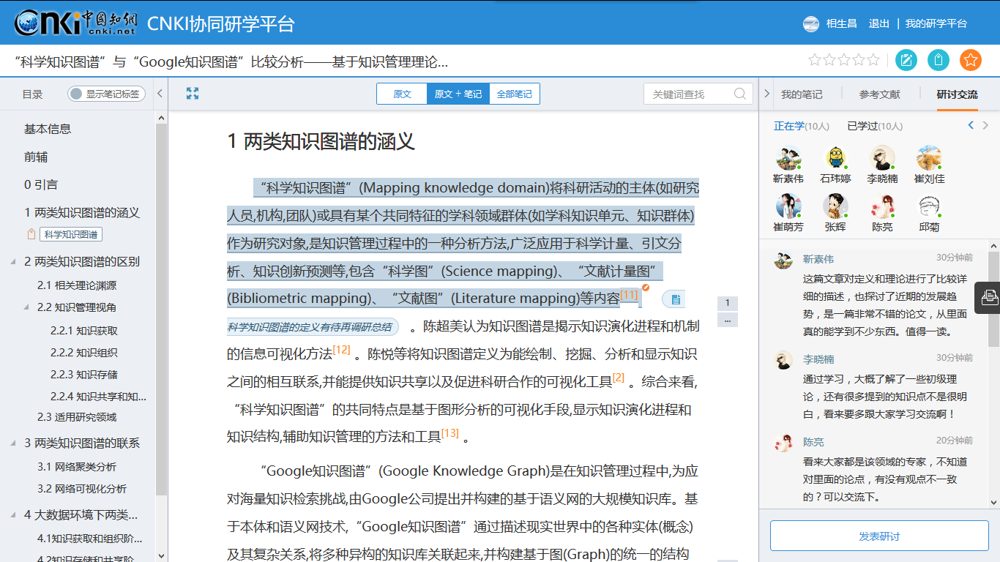 Cnki中国知网
cnki.net
CNKI协同研学平台
相生昌 退出 | 我的研学平台
“科学知识图谱”与“Google知识图谱”比较分析——基于知识管理理论...
目录
显示笔记标签
基本信息
前辅
0 引言
1 两类知识图谱的涵义
科学知识图谱
2 两类知识图谱的区别
2.1 相关理论渊源
2.2 知识管理视角
2.2.1 知识获取
2.2.2 知识组织
2.2.3 知识存储
2.2.4 知识共享和知...
2.3 适用研究领域
3 两类知识图谱的联系
3.1 网络聚类分析
3.2 网络可视化分析
4 大数据环境下两类...
4.1知识获取和组织阶...
4.2知识存储和共享阶
原文 原文 + 笔记 全部笔记
关键词查找
1 两类知识图谱的涵义
“科学知识图谱”(Mapping knowledge domain)将科研活动的主体(如研究
人员,机构,团队)或具有某个共同特征的学科领域群体(如学科知识单元、知识群体)
作为研究对象,是知识管理过程中的一种分析方法,广泛应用于科学计量、引文分
析、知识创新预测等,包含“科学图”(Science mapping)、“文献计量图”
(Bibliometric mapping)、“文献图”(Literature mapping)等内容[11]
科学知识图谱的定义有待再调研总结 。陈超美认为知识图谱是揭示知识演化进程和机制
的信息可视化方法[12] 。陈悦等将知识图谱定义为能绘制、挖掘、分析和显示知识
之间的相互联系,并能提供知识共享以及促进科研合作的可视化工具[2] 。综合来看,
“科学知识图谱”的共同特点是基于图形分析的可视化手段,显示知识演化进程和
知识结构,辅助知识管理的方法和工具[13] 。
“Google知识图谱”(Google Knowledge Graph)是在知识管理过程中,为应
对海量知识检索挑战,由Google公司提出并构建的基于语义网的大规模知识库。基
于本体和语义网技术,“Google知识图谱”通过描述现实世界中的各种实体(概念)
及其复杂关系,将多种异构的知识库关联起来,并构建基于图(Graph)的统一的结构
1
...
我的笔记 参考文献 研讨交流
正在学(10人) 已学过(10人)
靳素伟 石玮婷 李晓楠 崔刘佳
崔萌芳 张辉 陈亮 邱菊
靳素伟 30分钟前
这篇文章对定义和理论进行了比较详
细的描述，也探讨了近期的发展趋
势，是一篇非常不错的论文，从里面
真的能学到不少东西。值得一读。
李晓楠 30分钟前
通过学习，大概了解了一些初级理
论，还有很多提到的知识点不是很明
白，看来要多跟大家学习交流啊！
陈亮 20分钟前
看来大家都是该领域的专家，不知道
对里面的论点，有没有观点不一致
的？可以交流下。
发表研讨